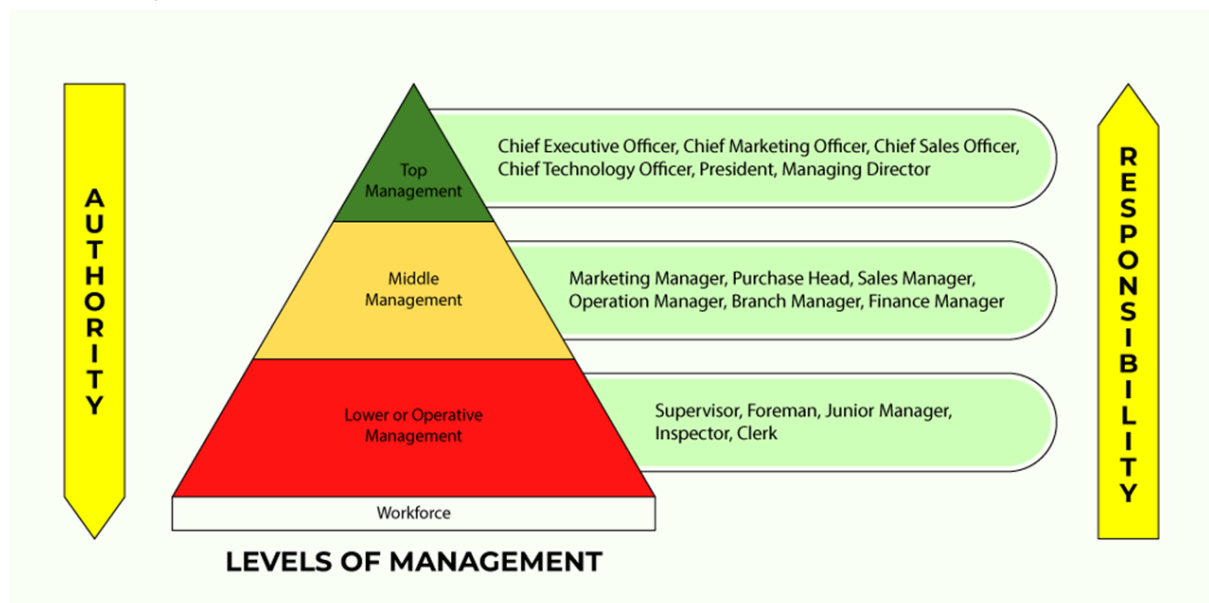 AUTHORITY
Top
Management
Chief Executive Officer, Chief Marketing Officer, Chief Sales Officer,
Chief Technology Officer, President, Managing Director
Middle
Management
Marketing Manager, Purchase Head, Sales Manager,
Operation Manager, Branch Manager, Finance Manager
Lower or Operative
Management
Supervisor, Foreman, Junior Manager,
Inspector, Clerk
Workforce
RESPONSIBILITY
LEVELS OF MANAGEMENT